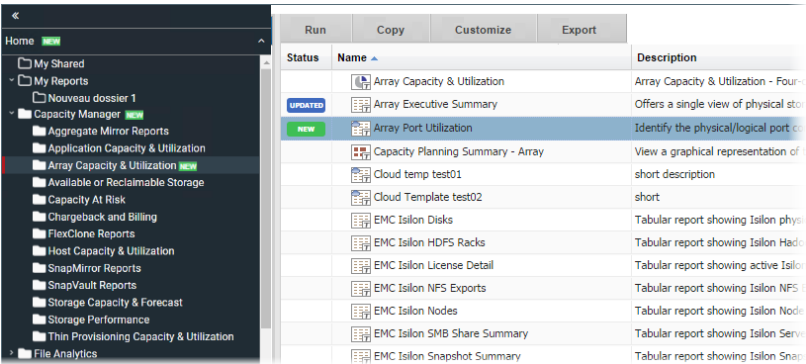 «
Home NEW
My Shared
My Reports
Nouveau dossier 1
Capacity Manager NEW
Aggregate Mirror Reports
Application Capacity & Utilization
Array Capacity & Utilization NEW
Available or Reclaimable Storage
Capacity At Risk
Chargeback and Billing
FlexClone Reports
Host Capacity & Utilization
SnapMirror Reports
SnapVault Reports
Storage Capacity & Forecast
Storage Performance
Thin Provisioning Capacity & Utilization
File Analytics
Run Copy Customize Export
Status Name Description
Array Capacity & Utilization Array Capacity & Utilization - Four-
UPDATED Array Executive Summary Offers a single view of physical
NEW Array Port Utilization Identify the physical/logical port
Capacity Planning Summary - Array View a graphical representation of
Cloud temp test01 short description
Cloud Template test02 short
EMC Isilon Disks Tabular report showing Isilon
EMC Isilon HDFS Racks Tabular report showing Isilon
EMC Isilon License Detail Tabular report showing active
EMC Isilon NFS Exports Tabular report showing Isilon NFS
EMC Isilon Nodes Tabular report showing Isilon
EMC Isilon SMB Share Summary Tabular report showing Isilon
EMC Isilon Snapshot Summary Tabular report showing Isilon